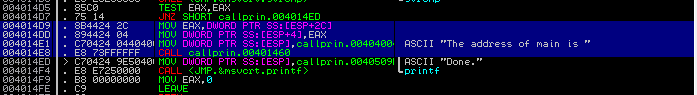 004014D7 . 85C0 TEST EAX,EAX
004014D7 . 75 14 JNZ SHORT callprin.004014ED
004014D9 . 8B4424 2C MOV EAX,DWORD PTR SS:[ESP+2C]
004014DD . 894424 04 MOV DWORD PTR SS:[ESP+4],EAX
004014E1 . C70424 0440400 MOV DWORD PTR SS:[ESP],callprin.0040400 ASCII "The address of main is "
004014E8 . E8 73FFFFFF CALL callprin.00401460
004014ED > C70424 9E50400 MOV DWORD PTR SS:[ESP],callprin.0040509 ASCII "Done."
004014F4 . E8 E7250000 CALL <JMP.&msvcrt.printf> printf
004014F9 . B8 00000000 MOV EAX,0
004014FE . C9 LEAVE